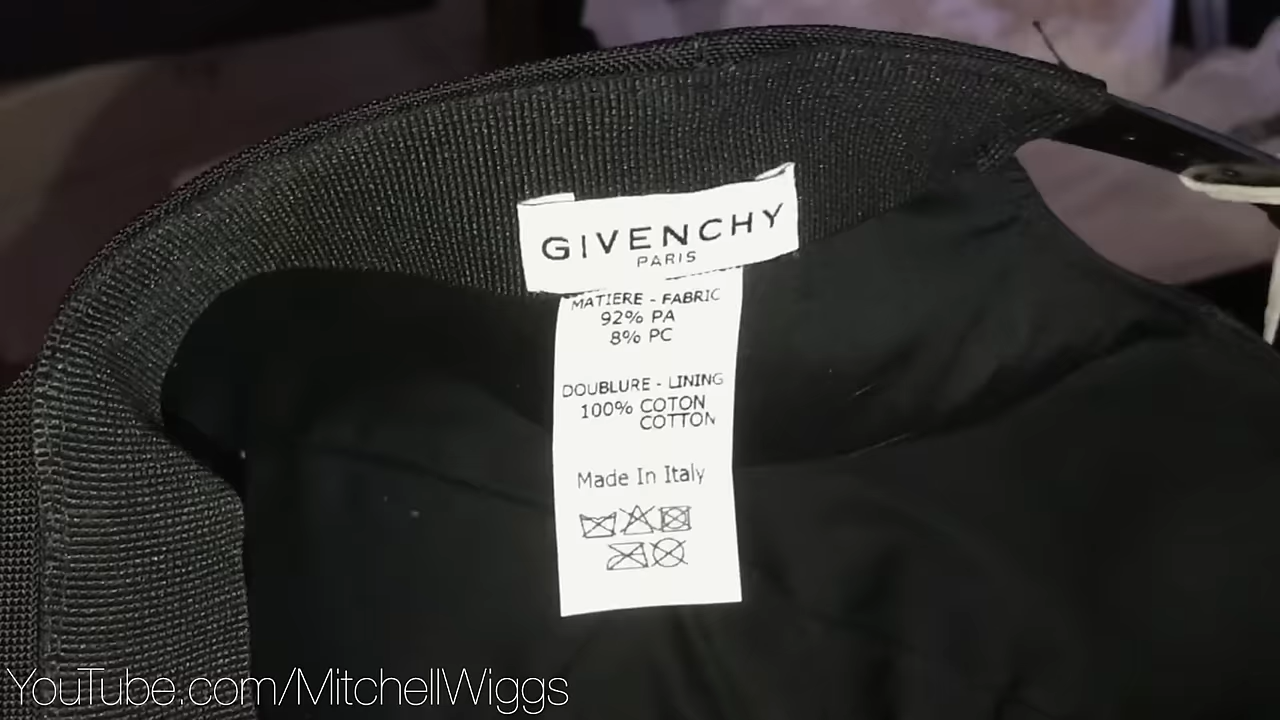 GIVENCHY
PARIS
MATIERE - FABRIC
92% PA
8% PC
DOUBLURE - LINING
100% COTON
COTTON
Made In Italy
YouTube.com/MitchellWiggs